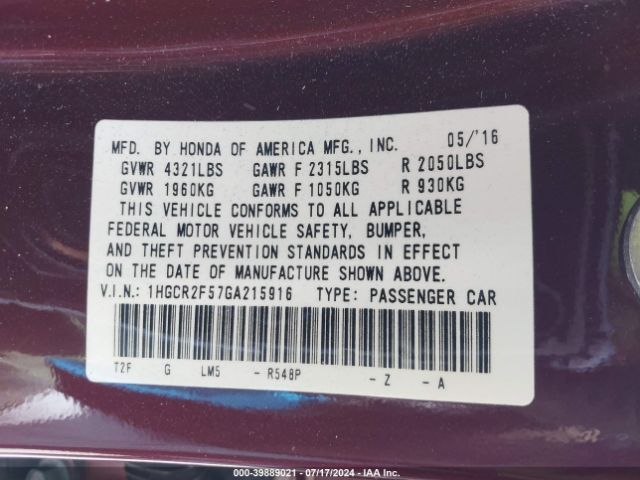 MFD. BY HONDA OF AMERICA MFG., INC. 05/'16
GVWR 4321LBS GAWR F 2315LBS R 2050LBS
GVWR 1960KG GAWR F 1050KG R 930KG
THIS VEHICLE CONFORMS TO ALL APPLICABLE
FEDERAL MOTOR VEHICLE SAFETY, BUMPER,
AND THEFT PREVENTION STANDARDS IN EFFECT
ON THE DATE OF MANUFACTURE SHOWN ABOVE.
V.I.N.: 1HGCR2F57GA215916 TYPE: PASSENGER CAR
T2F G LM5 - R548P - Z - A
000-39889021 - 07/17/2024 - IAA Inc.